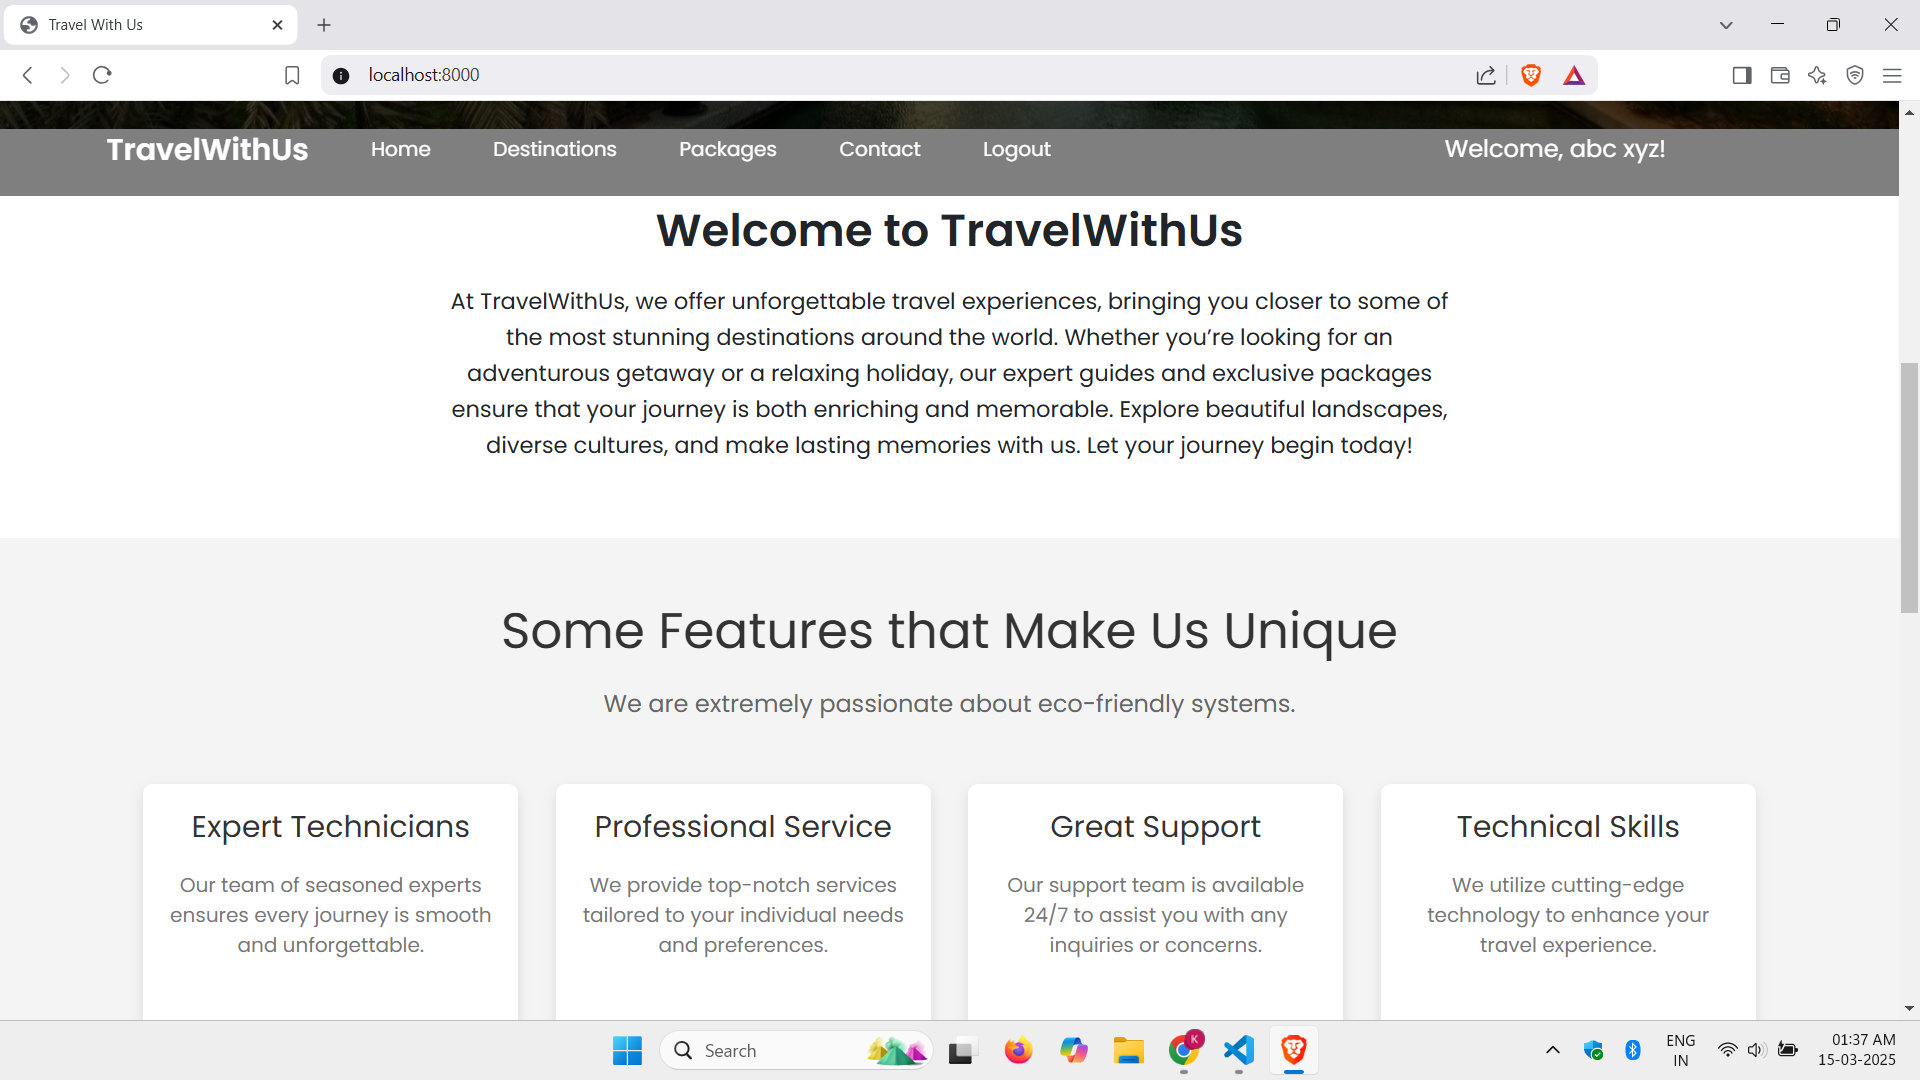 Travel With Us
localhost:8000
TravelWithUs Home Destinations Packages Contact Logout Welcome, abc xyz!
Welcome to TravelWithUs
At TravelWithUs, we offer unforgettable travel experiences, bringing you closer to some of
the most stunning destinations around the world. Whether you’re looking for an
adventurous getaway or a relaxing holiday, our expert guides and exclusive packages
ensure that your journey is both enriching and memorable. Explore beautiful landscapes,
diverse cultures, and make lasting memories with us. Let your journey begin today!
Some Features that Make Us Unique
We are extremely passionate about eco-friendly systems.
Expert Technicians
Our team of seasoned experts
ensures every journey is smooth
and unforgettable.
Professional Service
We provide top-notch services
tailored to your individual needs
and preferences.
Great Support
Our support team is available
24/7 to assist you with any
inquiries or concerns.
Technical Skills
We utilize cutting-edge
technology to enhance your
travel experience.
Search
K
ENG
IN
01:37 AM
15-03-2025